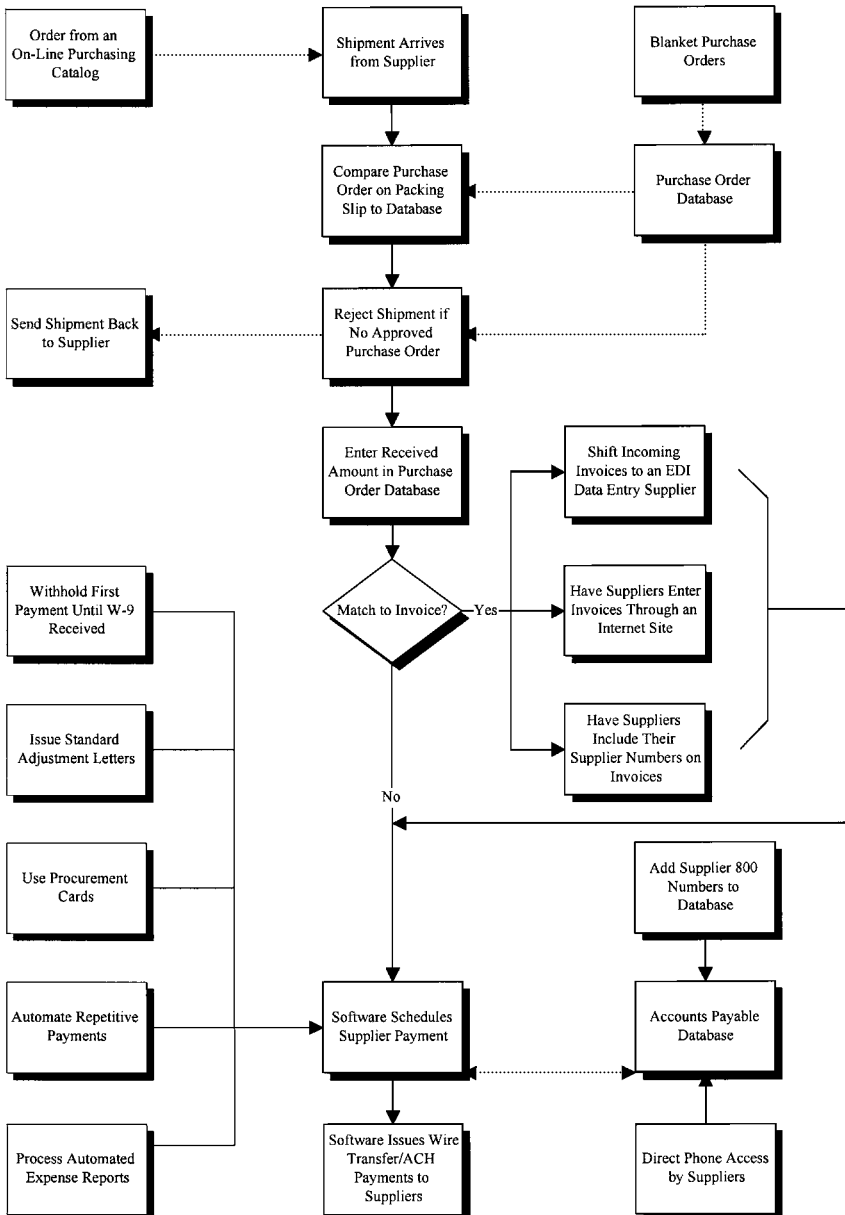 Order from an
On-Line Purchasing
Catalog
Shipment Arrives
from Supplier
Blanket Purchase
Orders
Compare Purchase
Order on Packing
Slip to Database
Purchase Order
Database
Send Shipment Back
to Supplier
Reject Shipment if
No Approved
Purchase Order
Enter Received
Amount in Purchase
Order Database
Shift Incoming
Invoices to an EDI
Data Entry Supplier
Withhold First
Payment Until W-9
Received
Match to Invoice?
Yes
Have Suppliers Enter
Invoices Through an
Internet Site
Issue Standard
Adjustment Letters
Have Suppliers
Include Their
Supplier Numbers on
Invoices
No
Use Procurement
Cards
Add Supplier 800
Numbers to
Database
Automate Repetitive
Payments
Software Schedules
Supplier Payment
Accounts Payable
Database
Process Automated
Expense Reports
Software Issues Wire
Transfer/ACH
Payments to
Suppliers
Direct Phone Access
by Suppliers